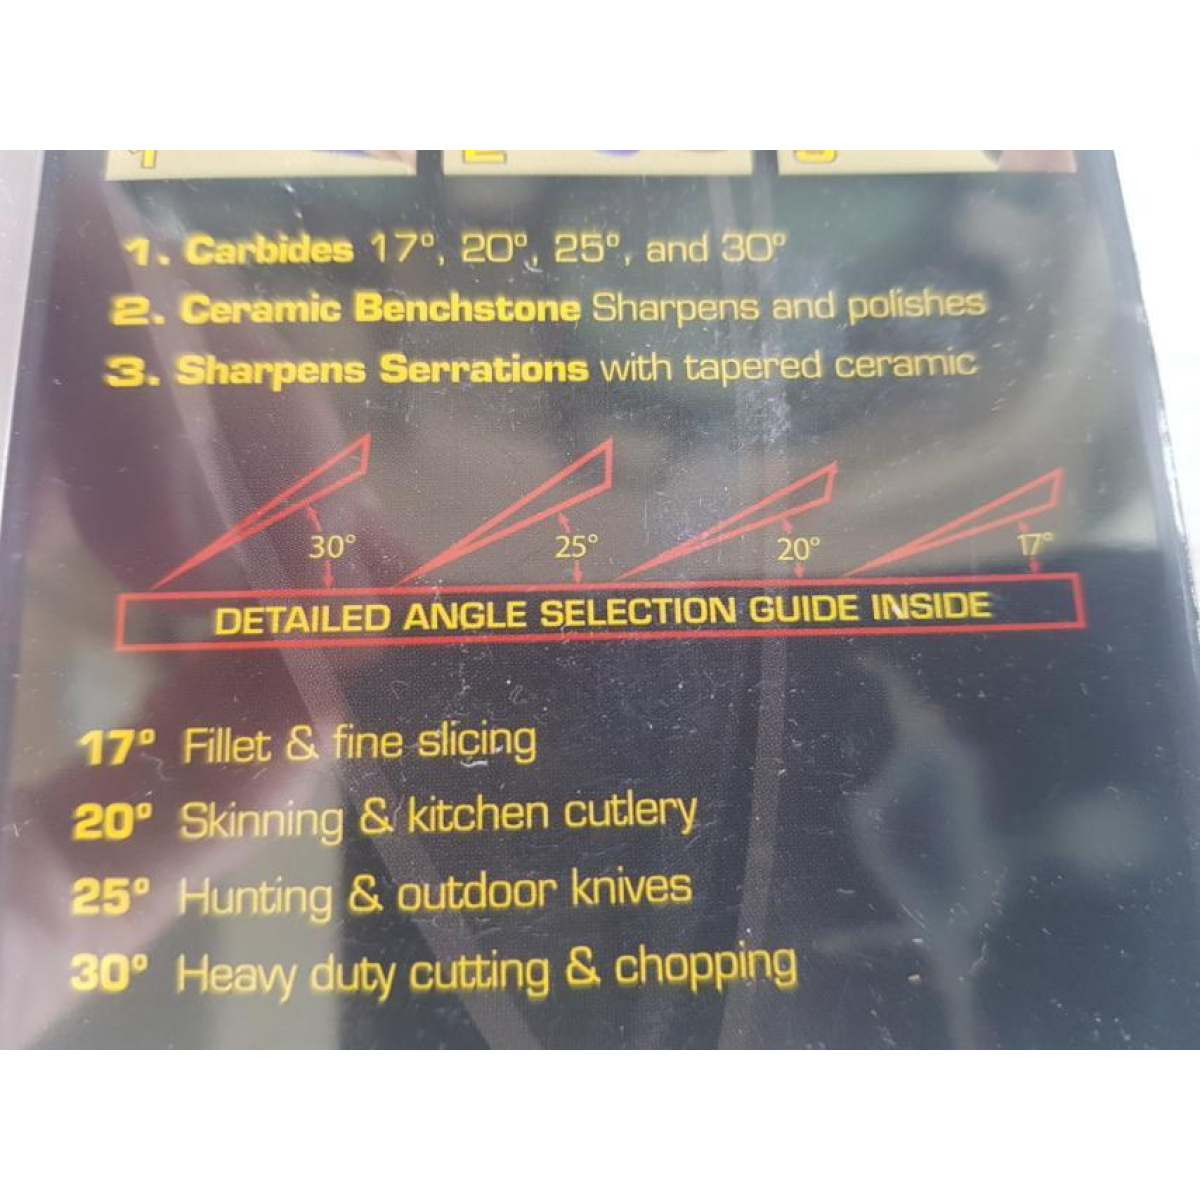 1. Carbides 17°, 20°, 25°, and 30°
2. Ceramic Benchstone Sharpens and polishes
3. Sharpens Serrations with tapered ceramic
30° 25° 20° 17°
DETAILED ANGLE SELECTION GUIDE INSIDE
17° Fillet & fine slicing
20° Skinning & kitchen cutlery
25° Hunting & outdoor knives
30° Heavy duty cutting & chopping